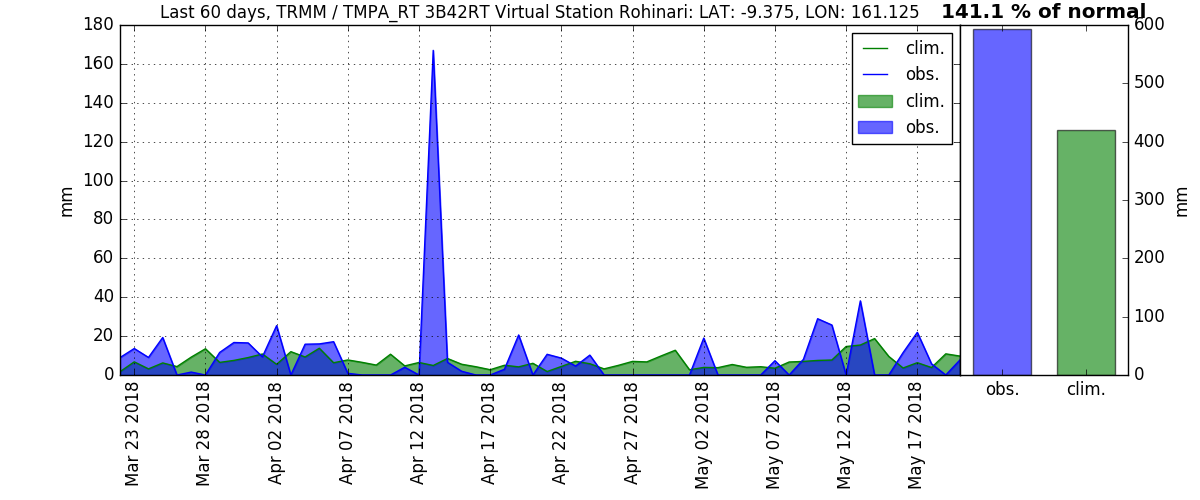 Last 60 days, TRMM / TMPA_RT 3B42RT Virtual Station Rohinari: LAT: -9.375, LON: 161.125
141.1 % of normal
180
160
140
120
100
80
60
40
20
0
mm
clim.
obs.
clim.
obs.
600
500
400
300
200
100
0
mm
Mar 23 2018
Mar 28 2018
Apr 02 2018
Apr 07 2018
Apr 12 2018
Apr 17 2018
Apr 22 2018
Apr 27 2018
May 02 2018
May 07 2018
May 12 2018
May 17 2018
obs.
clim.